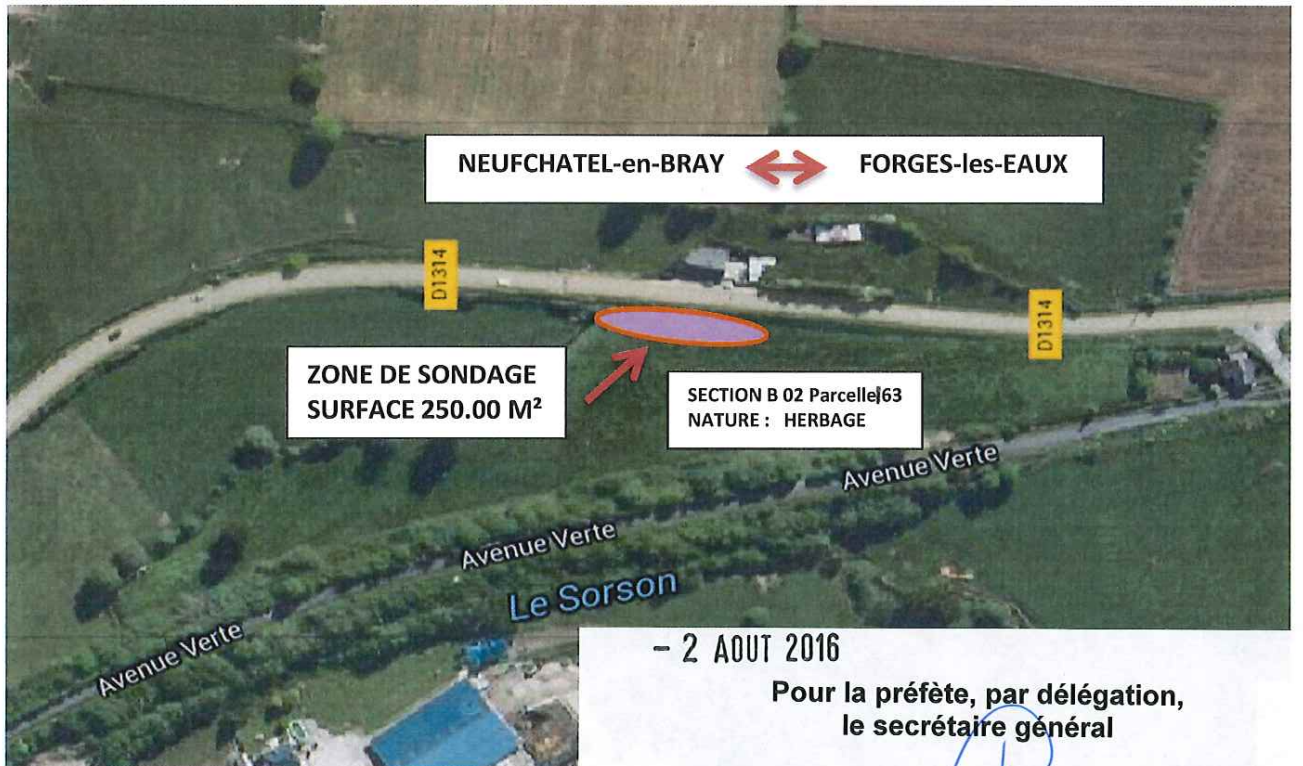 NEUFCHATEL-en-BRAY FORGES-les-EAUX
D1314
D1314
ZONE DE SONDAGE
SURFACE 250.00 M²
SECTION B 02 Parcelle 63
NATURE : HERBAGE
Avenue Verte
Avenue Verte
Le Sorson
Avenue Verte
- 2 AOUT 2016
Pour la préfète, par délégation,
le secrétaire général